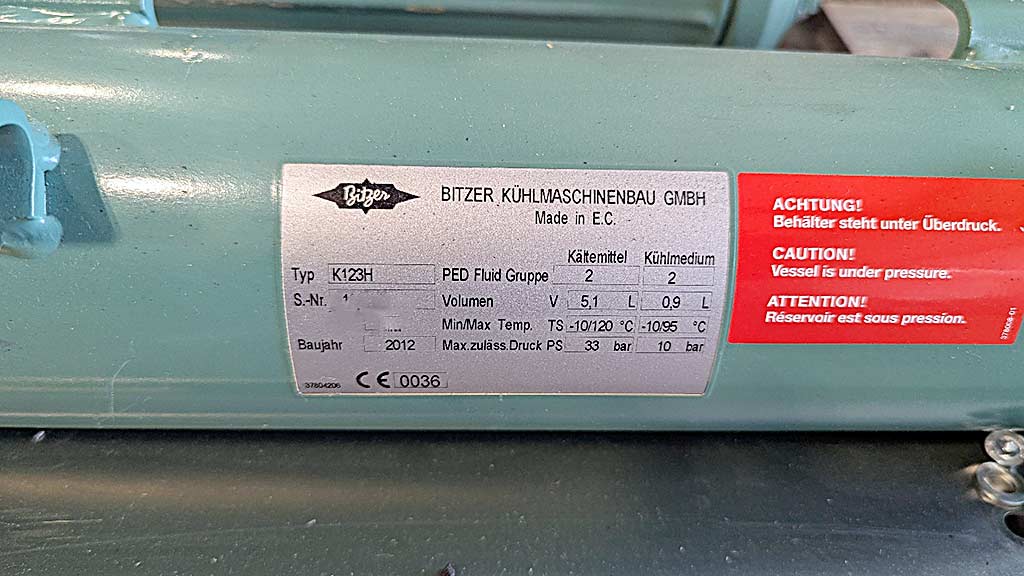 Bitzer
BITZER KÜHLMASCHINENBAU GMBH
Made in E.C.
Kältemittel Kühlmedium
Typ K123H PED Fluid Gruppe 2 2
S.-Nr. Volumen V 5,1 L 0,9 L
Min/Max Temp. TS -10/120 °C -10/95 °C
Baujahr 2012 Max.zuläss.Druck PS 33 bar 10 bar
37804206 CE 0036
ACHTUNG!
Behälter steht unter Überdruck.
CAUTION!
Vessel is under pressure.
ATTENTION!
Réservoir est sous pression.
378008-01